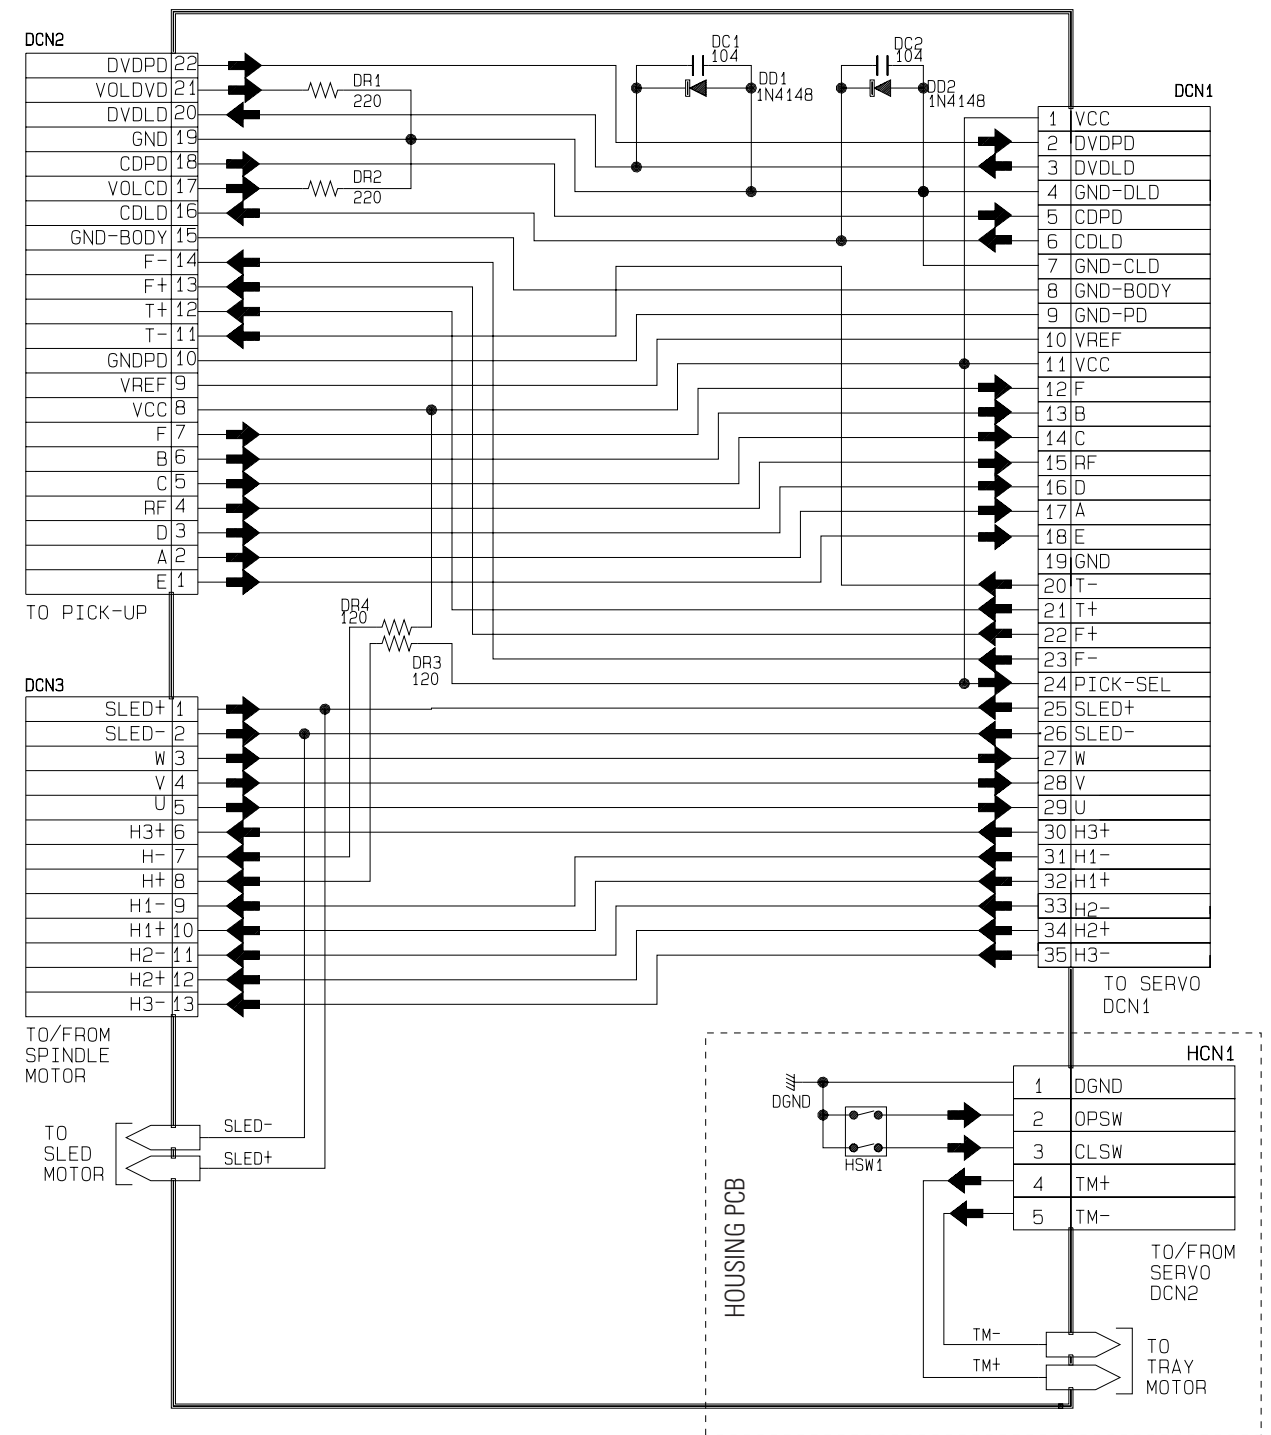 DCN2
DVDPD 22
VOLDVD 21
DVDLD 20
GND 19
CDPD 18
VOLCD 17
CDLD 16
GND-BODY 15
F- 14
F+ 13
T+ 12
T- 11
GNDPD 10
VREF 9
VCC 8
F 7
B 6
C 5
RF 4
D 3
A 2
E 1
TO PICK-UP
DR1
220
DR2
220
DC1
104
DD1
1N4148
DC2
104
DD2
1N4148
DR4
120
DR3
120
DCN1
1 VCC
2 DVDPD
3 DVDLD
4 GND-DLD
5 CDPD
6 CDLD
7 GND-CLD
8 GND-BODY
9 GND-PD
10 VREF
11 VCC
12 F
13 B
14 C
15 RF
16 D
17 A
18 E
19 GND
20 T-
21 T+
22 F+
23 F-
24 PICK-SEL
25 SLED+
26 SLED-
27 W
28 V
29 U
30 H3+
31 H1-
32 H1+
33 H2-
34 H2+
35 H3-
TO SERVO
DCN1
DCN3
SLED+ 1
SLED- 2
W 3
V 4
U 5
H3+ 6
H- 7
H+ 8
H1- 9
H1+ 10
H2- 11
H2+ 12
H3- 13
TO/FROM
SPINDLE
MOTOR
TO
SLED
MOTOR
SLED-
SLED+
HOUSING PCB
DGND
HSW1
HCN1
1 DGND
2 OPSW
3 CLSW
4 TM+
5 TM-
TO/FROM
SERVO
DCN2
TM-
TM+
TO
TRAY
MOTOR